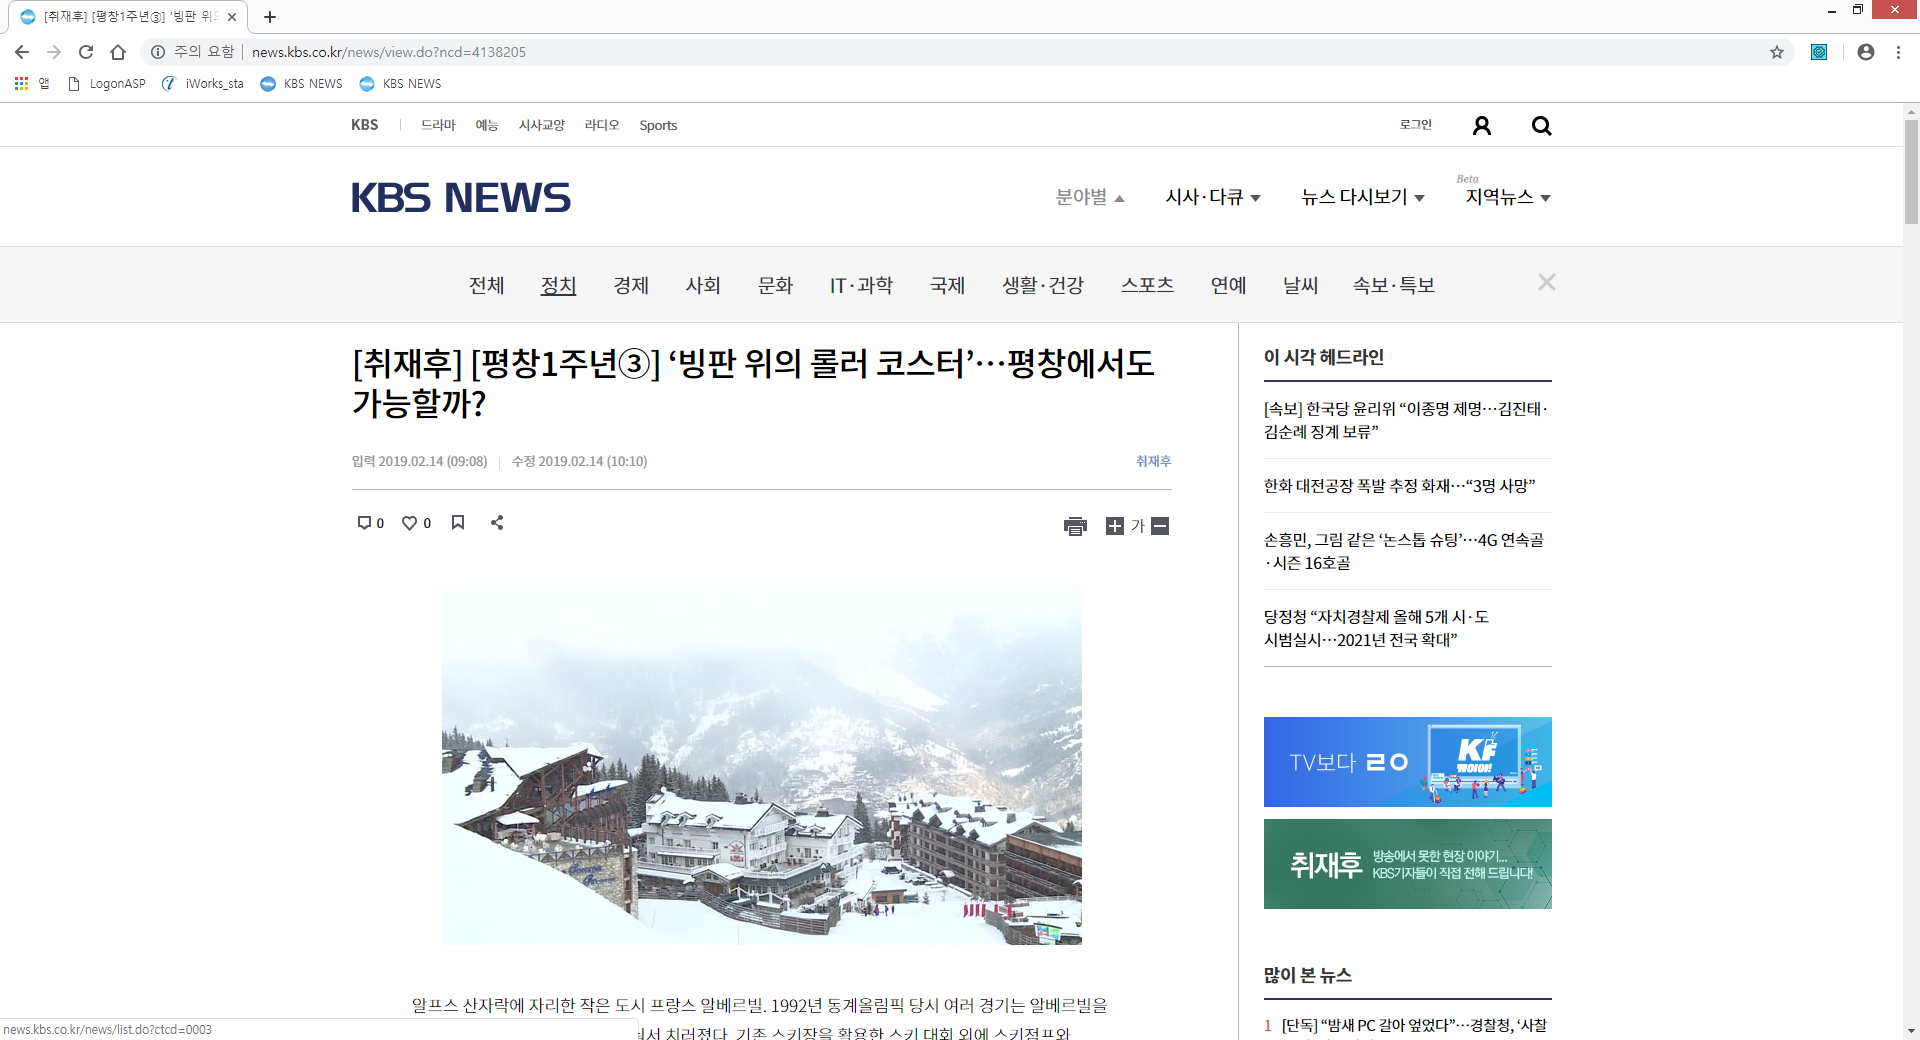 [취재후] [평창1주년③] ‘빙판 위의
주의 요함
news.kbs.co.kr/news/view.do?ncd=4138205
앱 LogonASP iWorks_sta KBS NEWS KBS NEWS
KBS 드라마 예능 시사교양 라디오 Sports 로그인
KBS NEWS
Beta
분야별 시사·다큐 뉴스 다시보기 지역뉴스
전체 정치 경제 사회 문화 IT·과학 국제 생활·건강 스포츠 연예 날씨 속보·특보
[취재후] [평창1주년③] ‘빙판 위의 롤러 코스터’…평창에서도
가능할까?
입력 2019.02.14 (09:08) 수정 2019.02.14 (10:10) 취재후
0 0 가
알프스 산자락에 자리한 작은 도시 프랑스 알베르빌. 1992년 동계올림픽 당시 여러 경기는 알베르빌을
서 치러졌다. 기존 스키장을 활용한 스키 대회 외에 스키점프와
news.kbs.co.kr/news/list.do?ctcd=0003
이 시각 헤드라인
[속보] 한국당 윤리위 “이종명 제명…김진태·
김순례 징계 보류”
한화 대전공장 폭발 추정 화재…“3명 사망”
손흥민, 그림 같은 ‘논스톱 슈팅’…4G 연속골
·시즌 16호골
당정청 “자치경찰제 올해 5개 시·도
시범실시…2021년 전국 확대”
TV보다 ㄹㅇ
케이야!
취재후 방송에서 못한 현장 이야기...
KBS기자들이 직접 전해 드립니다!
많이 본 뉴스
1 [단독] “밤새 PC 갈아 엎었다”…경찰청, ‘사찰